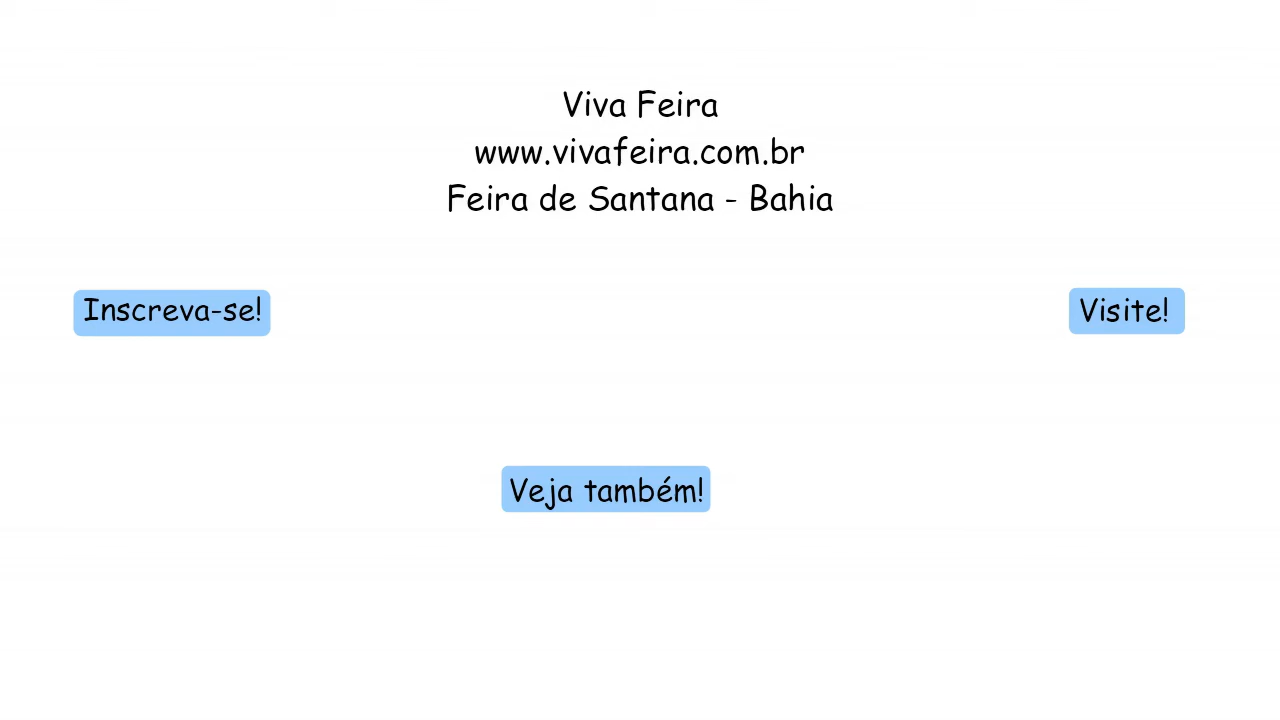 Viva Feira
www.vivafeira.com.br
Feira de Santana - Bahia
Inscreva-se!
Visite!
Veja também!